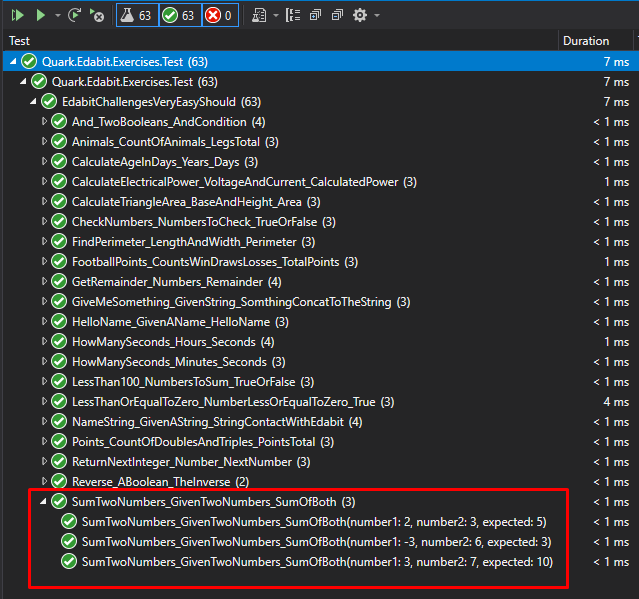 63 63 0
Test Duration
Quark.Edabit.Exercises.Test (63) 7 ms
Quark.Edabit.Exercises.Test (63) 7 ms
EdabitChallengesVeryEasyShould (63) 7 ms
And_TwoBooleans_AndCondition (4) < 1 ms
Animals_CountOfAnimals_LegsTotal (3) < 1 ms
CalculateAgeInDays_Years_Days (3) < 1 ms
CalculateElectricalPower_VoltageAndCurrent_CalculatedPower (3) 1 ms
CalculateTriangleArea_BaseAndHeight_Area (3) < 1 ms
CheckNumbers_NumbersToCheck_TrueOrFalse (3) < 1 ms
FindPerimeter_LengthAndWidth_Perimeter (3) < 1 ms
FootballPoints_CountsWinDrawsLosses_TotalPoints (3) 1 ms
GetRemainder_Numbers_Remainder (4) < 1 ms
GiveMeSomething_GivenString_SomthingConcatToTheString (3) < 1 ms
HelloName_GivenAName_HelloName (3) < 1 ms
HowManySeconds_Hours_Seconds (4) 1 ms
HowManySeconds_Minutes_Seconds (3) < 1 ms
LessThan100_NumbersToSum_TrueOrFalse (3) < 1 ms
LessThanOrEqualToZero_NumberLessOrEqualToZero_True (3) 4 ms
NameString_GivenAString_StringContactWithEdabit (4) < 1 ms
Points_CountOfDotublesAndTriples_PointsTotal (3) < 1 ms
ReturnNextInteger_Number_NextNumber (3) < 1 ms
Reverse_ABoolean_TheInverse (2) < 1 ms
SumTwoNumbers_GivenTwoNumbers_SumOfBoth (3) < 1 ms
SumTwoNumbers_GivenTwoNumbers_SumOfBoth(number1: 2, number2: 3, expected: 5) < 1 ms
SumTwoNumbers_GivenTwoNumbers_SumOfBoth(number1: -3, number2: 6, expected: 3) < 1 ms
SumTwoNumbers_GivenTwoNumbers_SumOfBoth(number1: 3, number2: 7, expected: 10) < 1 ms